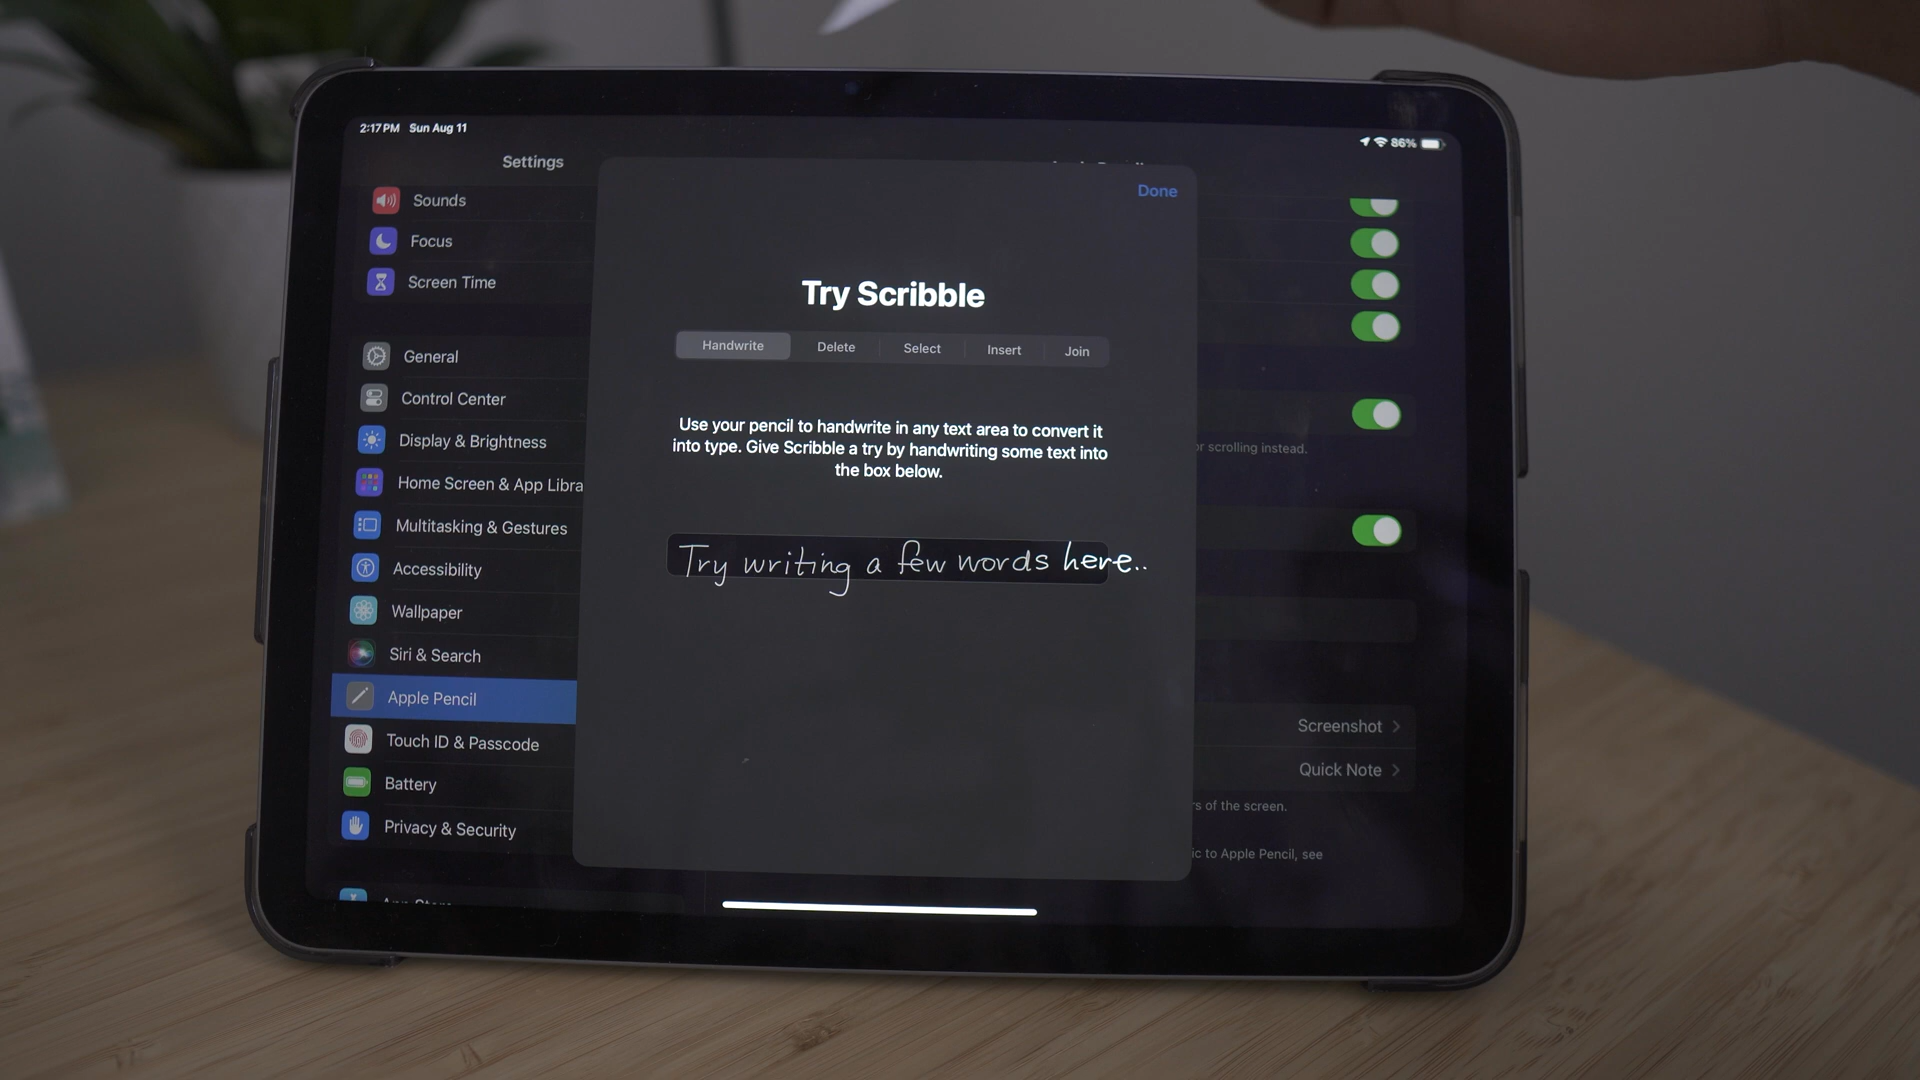 2:17 PM Sun Aug 11
86%
Settings
Sounds
Focus
Screen Time
General
Control Center
Display & Brightness
Home Screen & App Libra
Multitasking & Gestures
Accessibility
Wallpaper
Siri & Search
Apple Pencil
Touch ID & Passcode
Battery
Privacy & Security
Done
Try Scribble
Handwrite Delete Select Insert Join
Use your pencil to handwrite in any text area to convert it
into type. Give Scribble a try by handwriting some text into
the box below.
Try writing a few words here..
or scrolling instead.
Screenshot
Quick Note
rs of the screen.
ic to Apple Pencil, see